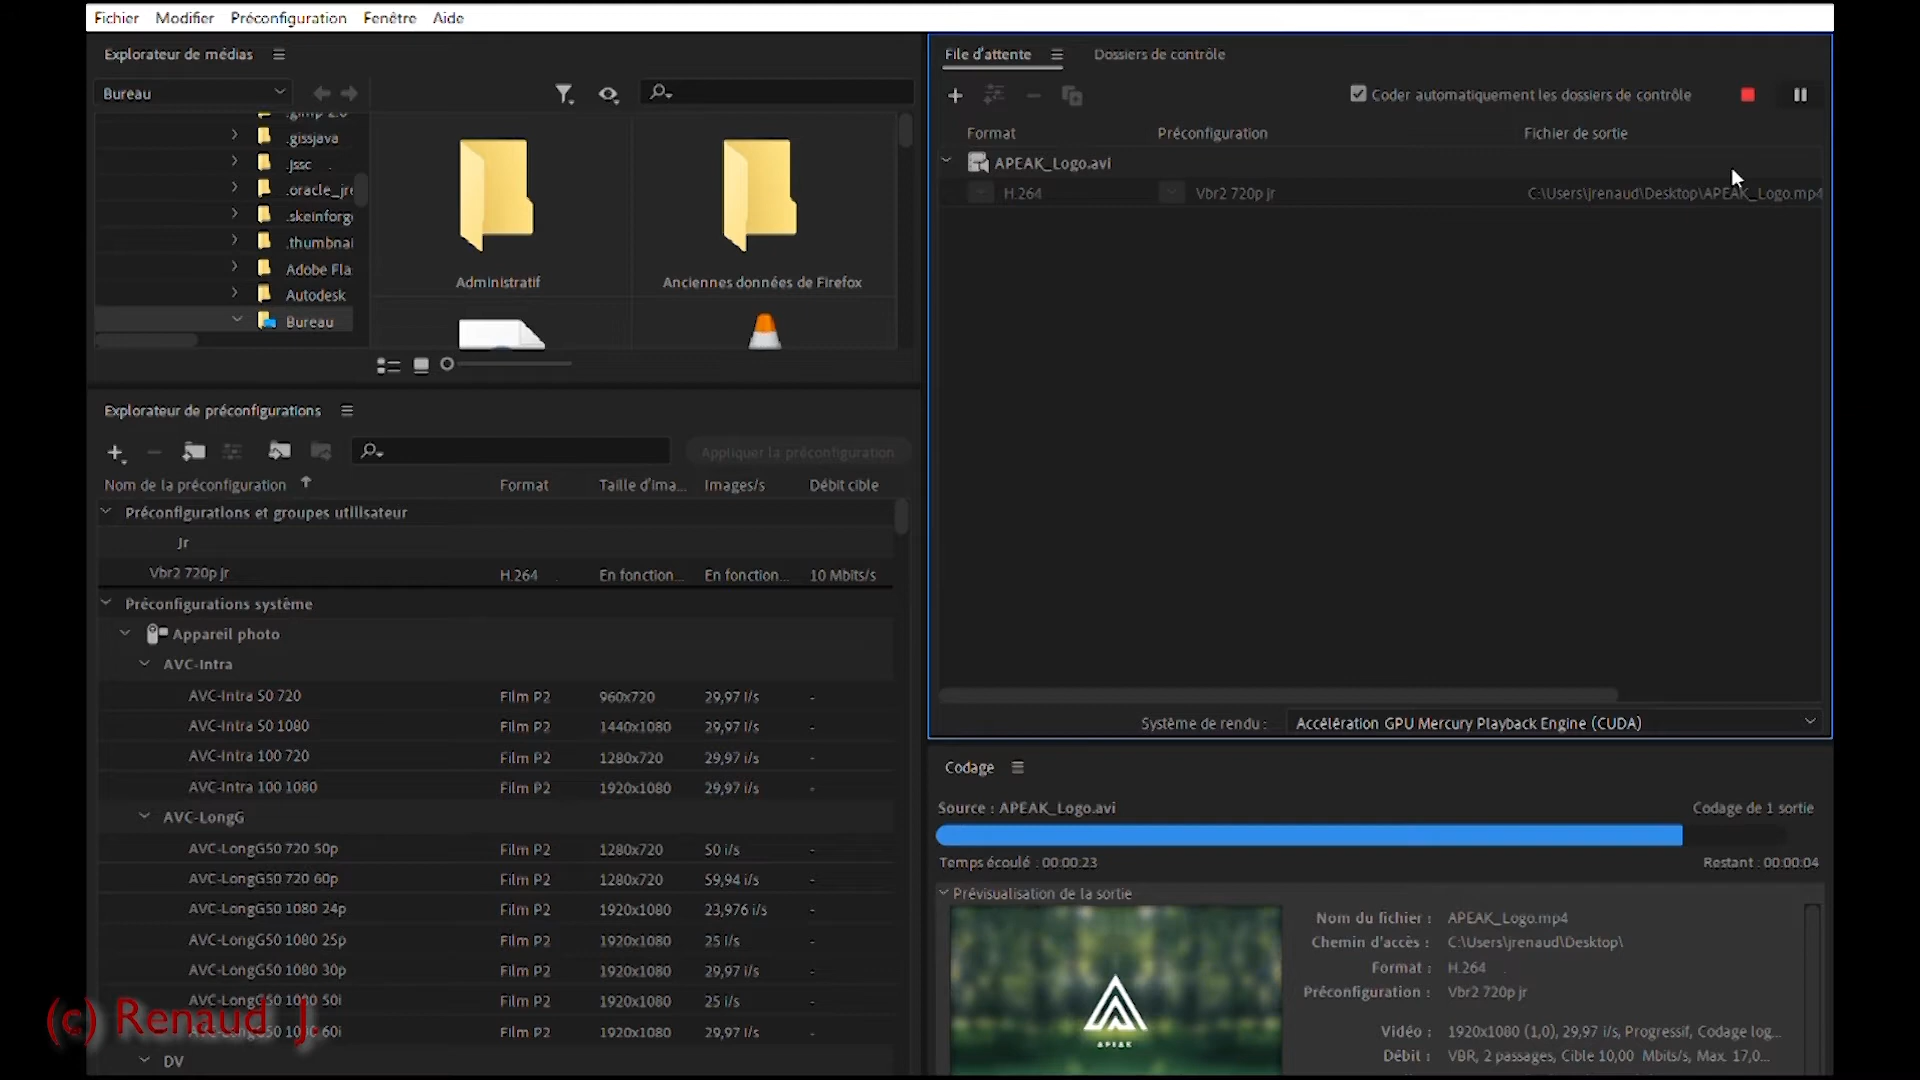 Fichier Modifier Préconfiguration Fenêtre Aide
Explorateur de médias
Bureau
.gissjava
.jssc
.oracle_jre
.skeinforg
.thumbnai
Adobe Fla
Autodesk
Bureau
Administratif
Anciennes données de Firefox
Explorateur de préconfigurations
Appliquer la préconfiguration
Nom de la préconfiguration Format Taille d'ima... Images/s Débit cible
Préconfigurations et groupes utilisateur
Jr
Vbr2 720p jr H.264 En fonction... En fonction... 10 Mbits/s
Préconfigurations système
Appareil photo
AVC-Intra
AVC-Intra 50 720 Film P2 960x720 29,97 i/s -
AVC-Intra 50 1080 Film P2 1440x1080 29,97 i/s -
AVC-Intra 100 720 Film P2 1280x720 29,97 i/s -
AVC-Intra 100 1080 Film P2 1920x1080 29,97 i/s -
AVC-LongG
AVC-LongG50 720 50p Film P2 1280x720 50 i/s -
AVC-LongG50 720 60p Film P2 1280x720 59,94 i/s -
AVC-LongG50 1080 24p Film P2 1920x1080 23,976 i/s -
AVC-LongG50 1080 25p Film P2 1920x1080 25 i/s -
AVC-LongG50 1080 30p Film P2 1920x1080 29,97 i/s -
AVC-LongG50 1080 50i Film P2 1920x1080 25 i/s -
AVC-LongG50 1080 60i Film P2 1920x1080 29,97 i/s -
DV
(c) Renaud J.
File d'attente Dossiers de contrôle
Coder automatiquement les dossiers de contrôle
Format Préconfiguration Fichier de sortie
APEAK_Logo.avi
H.264 Vbr2 720p jr C:\Users\jrenaud\Desktop\APEAK_Logo.mp4
Système de rendu : Accélération GPU Mercury Playback Engine (CUDA)
Codage
Source : APEAK_Logo.avi Codage de 1 sortie
Temps écoulé : 00:00:23 Restant : 00:00:04
Prévisualisation de la sortie
APEAK
Nom du fichier : APEAK_Logo.mp4
Chemin d'accès : C:\Users\jrenaud\Desktop\
Format : H.264
Préconfiguration : Vbr2 720p jr
Vidéo : 1920x1080 (1,0), 29,97 i/s, Progressif, Codage log...
Débit : VBR, 2 passages, Cible 10,00 Mbits/s, Max. 17,0...